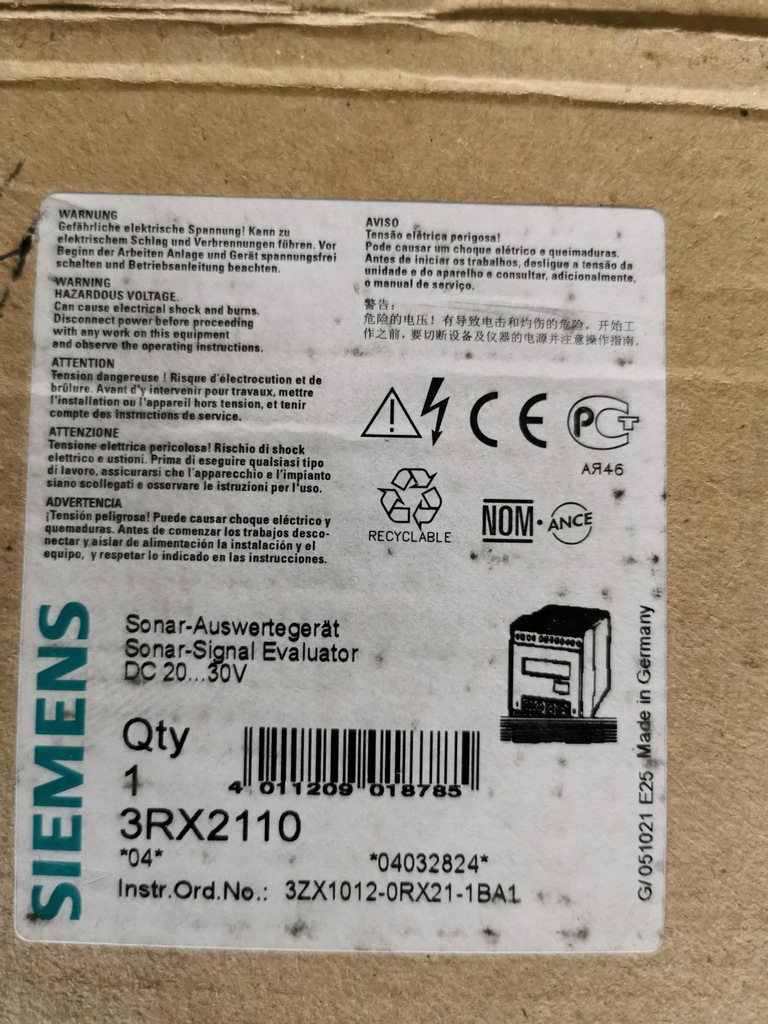 WARNUNG
Gefährliche elektrische Spannung! Kann zu
elektrischem Schlag und Verbrennungen führen. Vor
Beginn der Arbeiten Anlage und Gerät spannungsfrei
schalten und Betriebsanleitung beachten.
WARNING
HAZARDOUS VOLTAGE.
Can cause electrical shock and burns.
Disconnect power before proceeding
with any work on this equipment
and observe the operating instructions.
ATTENTION
Tension dangereuse ! Risque d'électrocution et de
brûlure. Avant d'y intervenir pour travaux, mettre
l'installation ou l'appareil hors tension, et tenir
compte des instructions de service.
ATTENZIONE
Tensione elettrica pericolosa! Rischio di shock
elettrico e ustioni. Prima di eseguire qualsiasi tipo
di lavoro, assicurarsi che l'apparecchio e l'impianto
siano scollegati e osservare le istruzioni per l'uso.
ADVERTENCIA
¡Tensión peligrosa! Puede causar choque eléctrico y
quemaduras. Antes de comenzar los trabajos desco-
nectar y aislar de alimentación la instalación y el
equipo, y respetar lo indicado en las instrucciones.
AVISO
Tensão elétrica perigosa!
Pode causar um choque elétrico e queimaduras.
Antes de iniciar os trabalhos, desligue a tensão da
unidade e do aparelho e consultar, adicionalmente,
o manual de serviço.
警告:
危险的电压! 有导致电击和灼伤的危险。开始工
作之前, 要切断设备及仪器的电源并注意操作指南.
CE
РСТ
АЯ46
RECYCLABLE
NOM · ANCE
SIEMENS
Sonar-Auswertegerät
Sonar-Signal Evaluator
DC 20...30V
Qty
1
4 011209 018785
3RX2110
*04* *04032824*
Instr.Ord.No.: 3ZX1012-0RX21-1BA1
G/051021 E25 Made in Germany